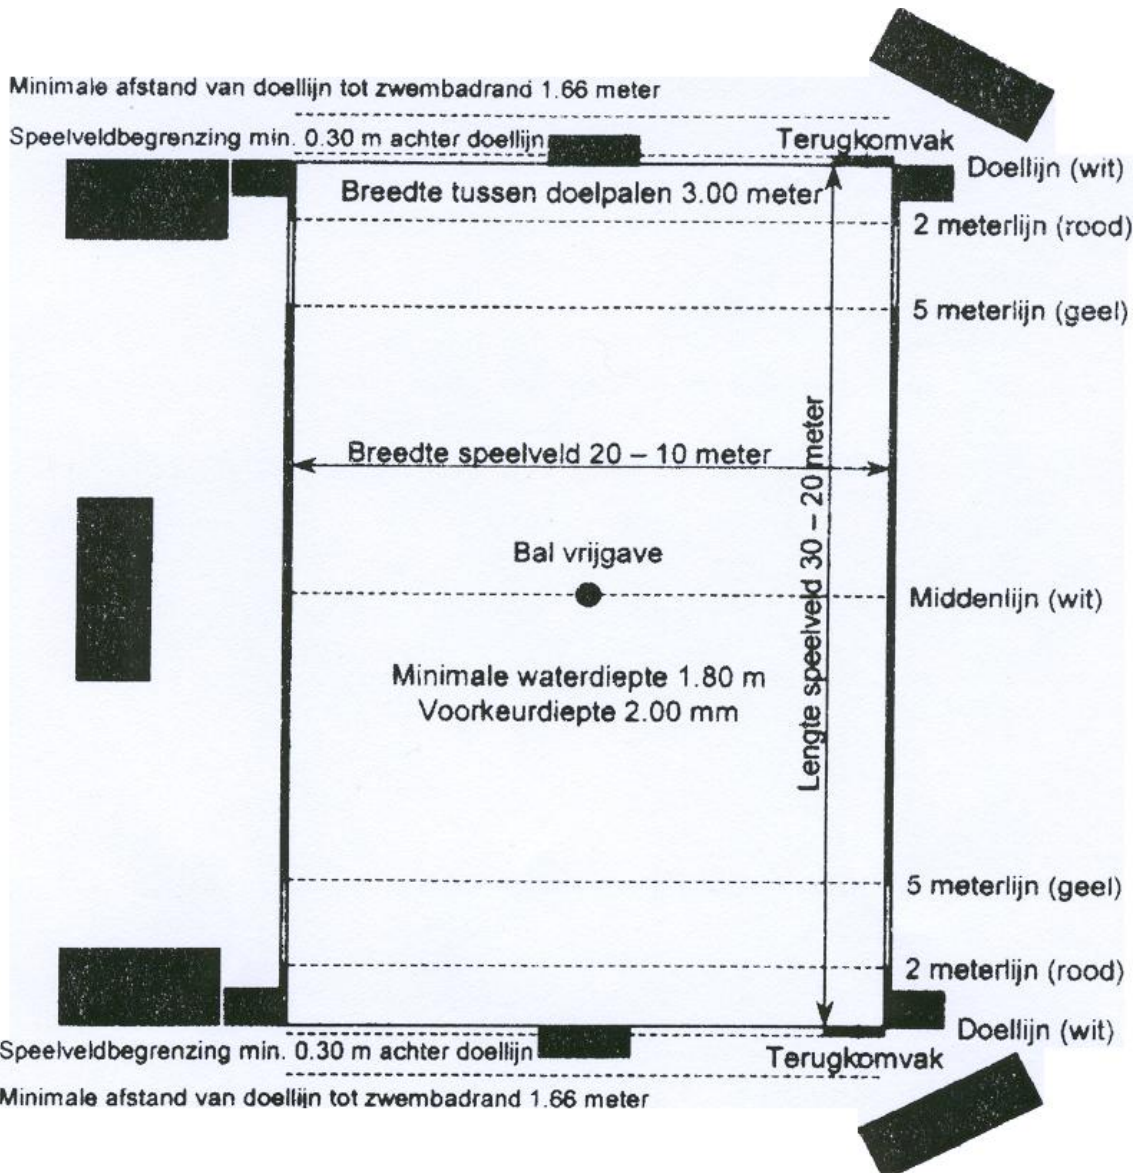 Minimale afstand van doellijn tot zwembadrand 1.66 meter
Speelveldbegrenzing min. 0.30 m achter doellijn
Terugkomvak
Doellijn (wit)
Breedte tussen doelpalen 3.00 meter
2 meterlijn (rood)
5 meterlijn (geel)
Breedte speelveld 20 – 10 meter
Lengte speelveld 30 – 20 meter
Bal vrijgave
Middenlijn (wit)
Minimale waterdiepte 1.80 m
Voorkeurdiepte 2.00 mm
5 meterlijn (geel)
2 meterlijn (rood)
Doellijn (wit)
Speelveldbegrenzing min. 0.30 m achter doellijn
Terugkomvak
Minimale afstand van doellijn tot zwembadrand 1.66 meter